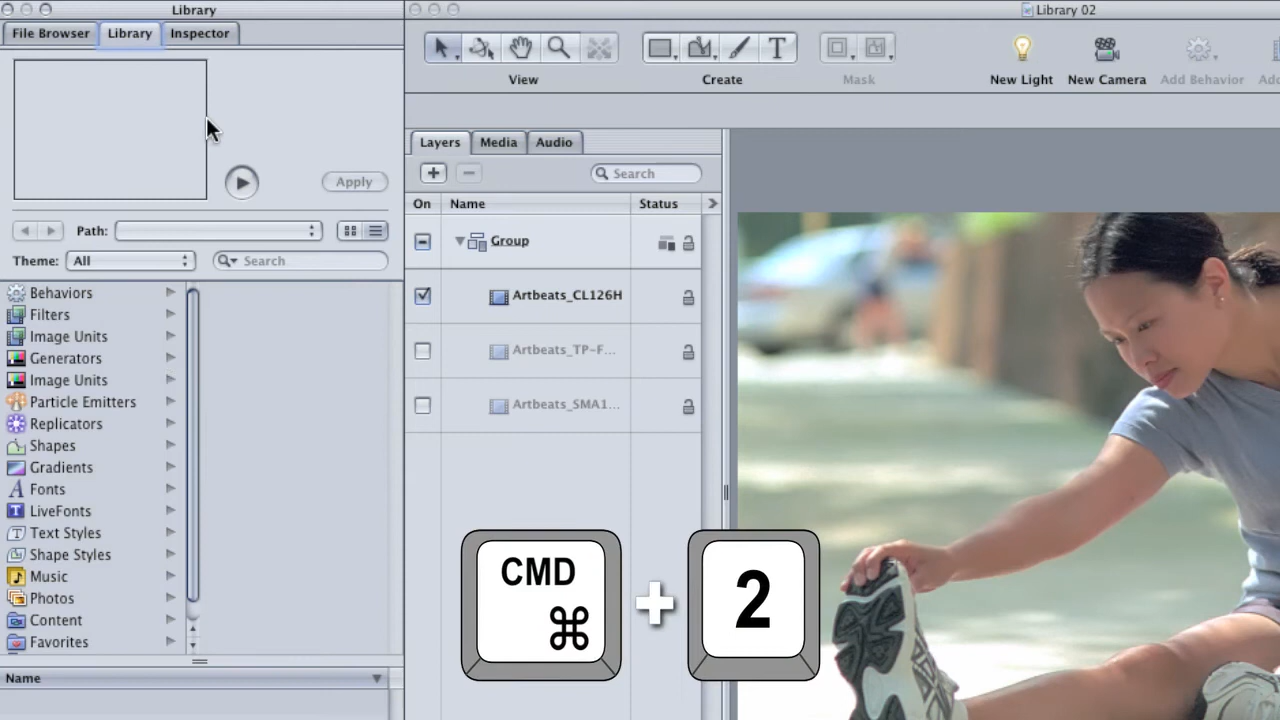 Library
File Browser
Library
Inspector
Apply
Path:
Theme: All
Search
Behaviors
Filters
Image Units
Generators
Image Units
Particle Emitters
Replicators
Shapes
Gradients
Fonts
LiveFonts
Text Styles
Shape Styles
Music
Photos
Content
Favorites
Name
Library 02
View
Create
Mask
New Light
New Camera
Add Behavior
Layers
Media
Audio
Search
On
Name
Status
Group
Artbeats_CL126H
Artbeats_TP-F...
Artbeats_SMA1...
CMD
⌘
+
2